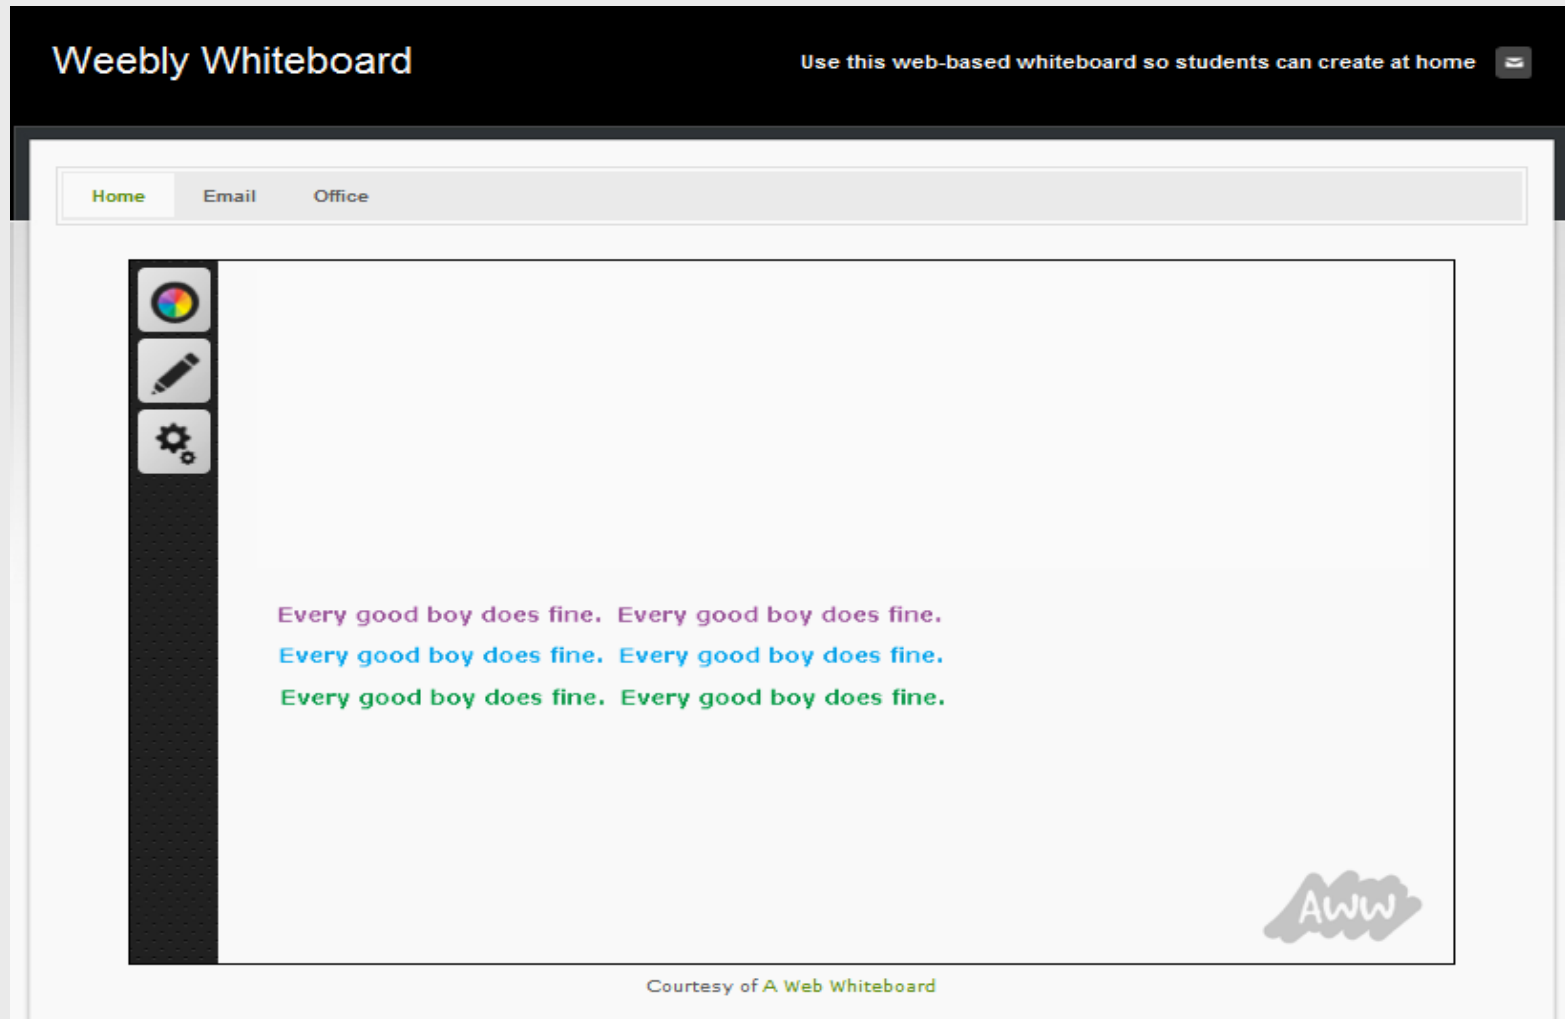 Weebly Whiteboard
Use this web-based whiteboard so students can create at home
Home Email Office
Every good boy does fine. Every good boy does fine.
Every good boy does fine. Every good boy does fine.
Every good boy does fine. Every good boy does fine.
AWW
Courtesy of A Web Whiteboard